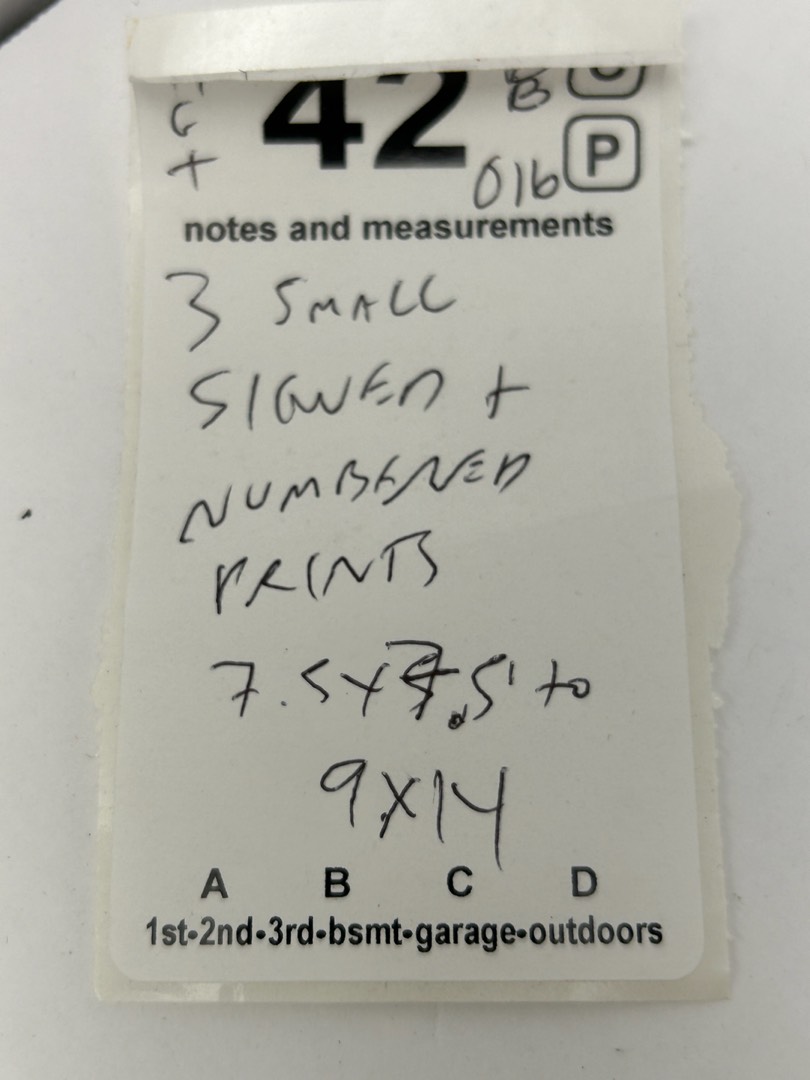 G 42 B
+ 016 P
notes and measurements
3 SMALL
SIGNED +
NUMBERED
PRINTS
7.5x7.5' to
9x14
A B C D
1st-2nd-3rd-bsmt-garage-outdoors